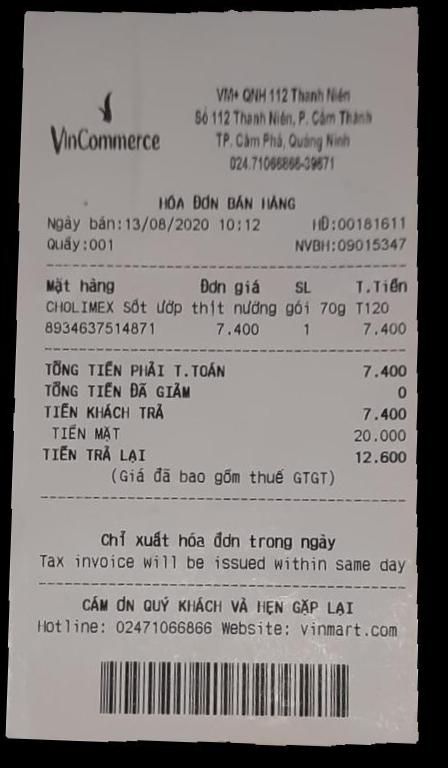 VinCommerce
VM+ QNH 112 Thanh Niên
Số 112 Thanh Niên, P. Cẩm Thành
TP. Cẩm Phả, Quảng Ninh
024.71066866-39671
HÓA ĐƠN BÁN HÀNG
Ngày bán:13/08/2020 10:12 HĐ:00181611
Quầy:001 NVBH:09015347
Mặt hàng Đơn giá SL T.Tiền
CHOLIMEX Sốt ướp thịt nướng gói 70g T120
8934637514871 7.400 1 7.400
TỔNG TIỀN PHẢI T.TOÁN 7.400
TỔNG TIỀN ĐÃ GIẢM 0
TIỀN KHÁCH TRẢ 7.400
TIỀN MẶT 20.000
TIỀN TRẢ LẠI 12.600
(Giá đã bao gồm thuế GTGT)
Chỉ xuất hóa đơn trong ngày
Tax invoice will be issued within same day
CẢM ƠN QUÝ KHÁCH VÀ HẸN GẶP LẠI
Hotline: 02471066866 Website: vinmart.com